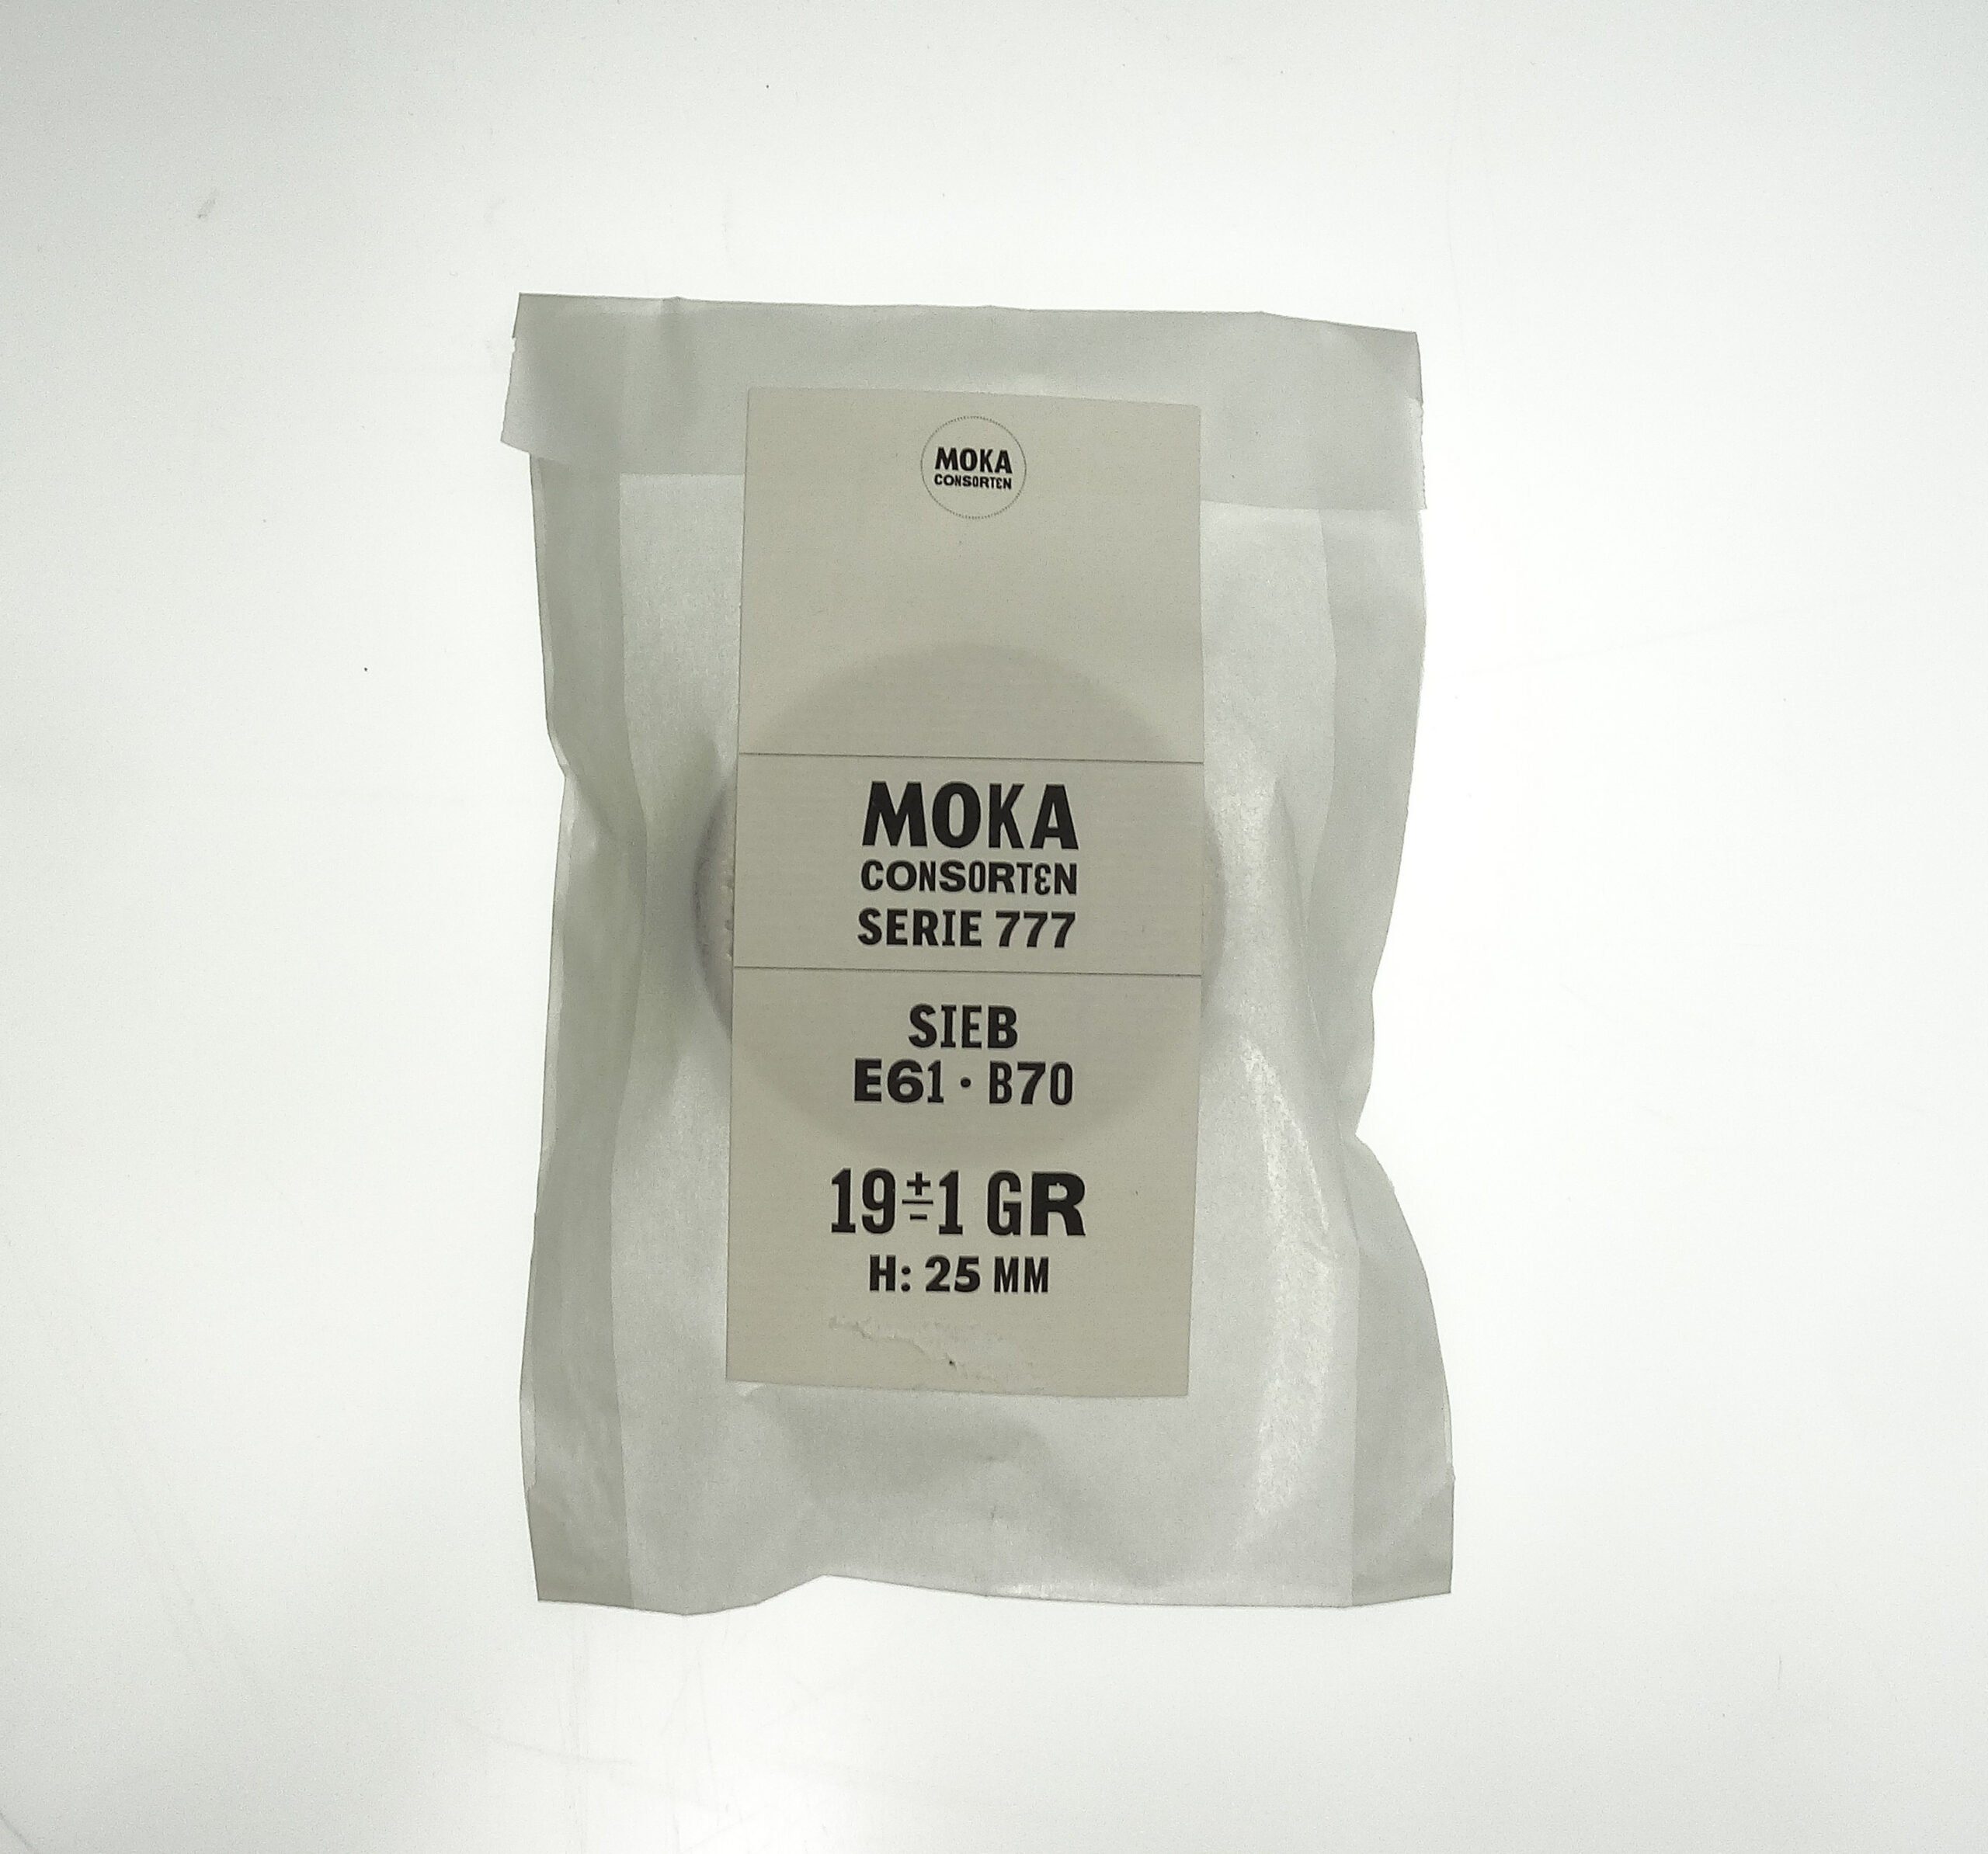 MOKA
CONSORTEN
MOKA
CONSORTEN
SERIE 777
SIEB
E61 · B70
19±1 GR
H: 25 MM